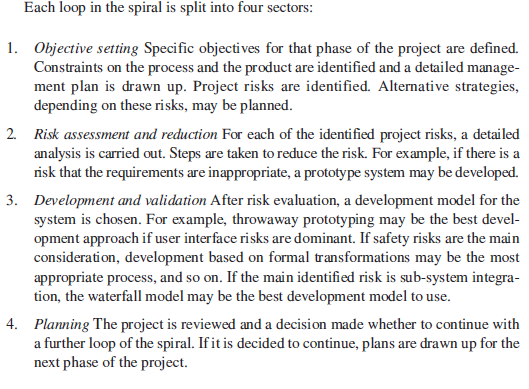 Each loop in the spiral is split into four sectors:
1. Objective setting Specific objectives for that phase of the project are defined.
Constraints on the process and the product are identified and a detailed manage-
ment plan is drawn up. Project risks are identified. Alternative strategies,
depending on these risks, may be planned.
2. Risk assessment and reduction For each of the identified project risks, a detailed
analysis is carried out. Steps are taken to reduce the risk. For example, if there is a
risk that the requirements are inappropriate, a prototype system may be developed.
3. Development and validation After risk evaluation, a development model for the
system is chosen. For example, throwaway prototyping may be the best devel-
opment approach if user interface risks are dominant. If safety risks are the main
consideration, development based on formal transformations may be the most
appropriate process, and so on. If the main identified risk is sub-system integra-
tion, the waterfall model may be the best development model to use.
4. Planning The project is reviewed and a decision made whether to continue with
a further loop of the spiral. If it is decided to continue, plans are drawn up for the
next phase of the project.